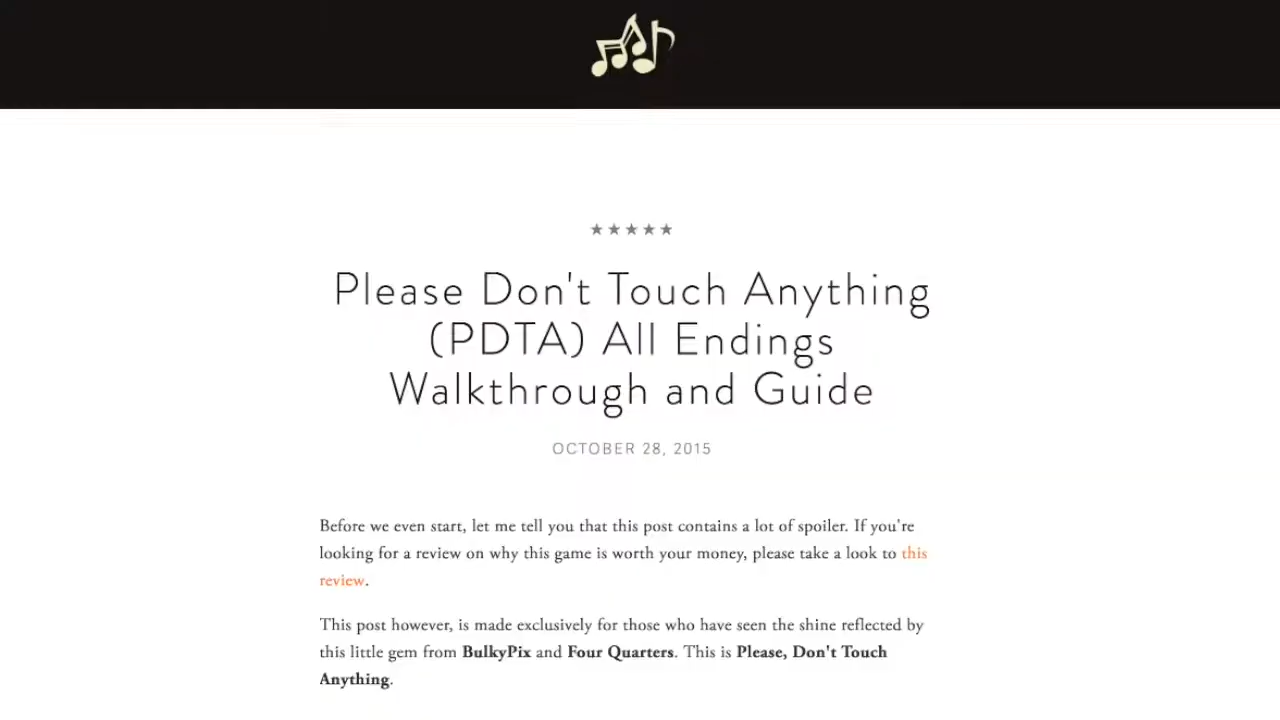 ★★★★★
Please Don't Touch Anything
(PDTA) All Endings
Walkthrough and Guide
OCTOBER 28, 2015
Before we even start, let me tell you that this post contains a lot of spoiler. If you're
looking for a review on why this game is worth your money, please take a look to this
review.
This post however, is made exclusively for those who have seen the shine reflected by
this little gem from BulkyPix and Four Quarters. This is Please, Don't Touch
Anything.